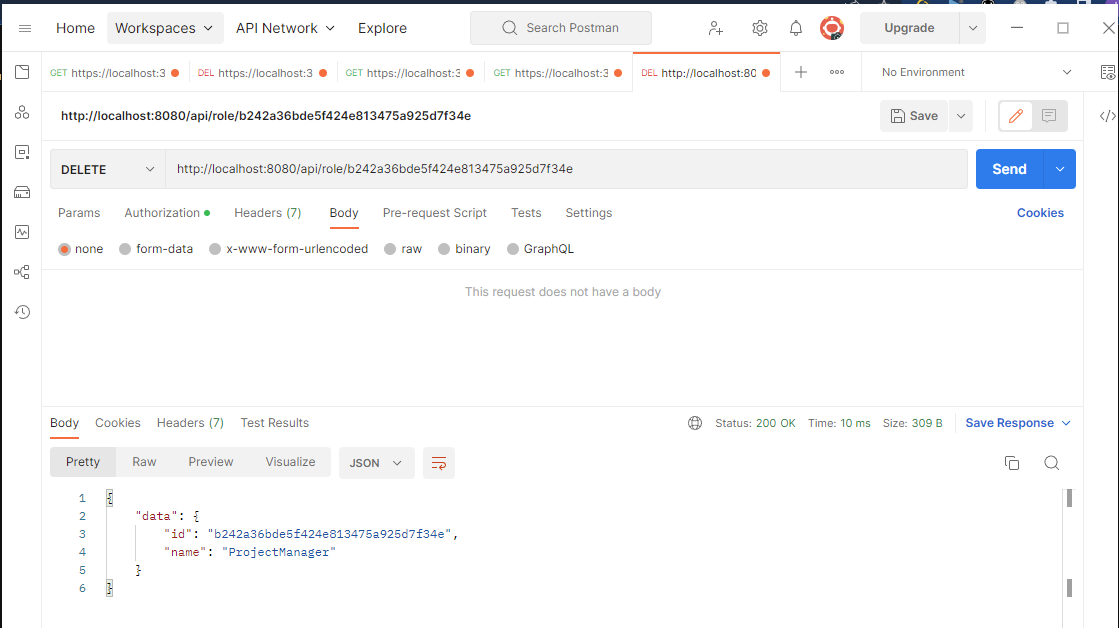 Home Workspaces API Network Explore Search Postman Upgrade
GET https://localhost:3 DEL https://localhost:3 GET https://localhost:3 GET https://localhost:3 DEL http://localhost:80 No Environment
http://localhost:8080/api/role/b242a36bde5f424e813475a925d7f34e Save
DELETE http://localhost:8080/api/role/b242a36bde5f424e813475a925d7f34e Send
Params Authorization Headers (7) Body Pre-request Script Tests Settings Cookies
none form-data x-www-form-urlencoded raw binary GraphQL
This request does not have a body
Body Cookies Headers (7) Test Results Status: 200 OK Time: 10 ms Size: 309 B Save Response
Pretty Raw Preview Visualize JSON
1 {
2 "data": {
3 "id": "b242a36bde5f424e813475a925d7f34e",
4 "name": "ProjectManager"
5 }
6 }